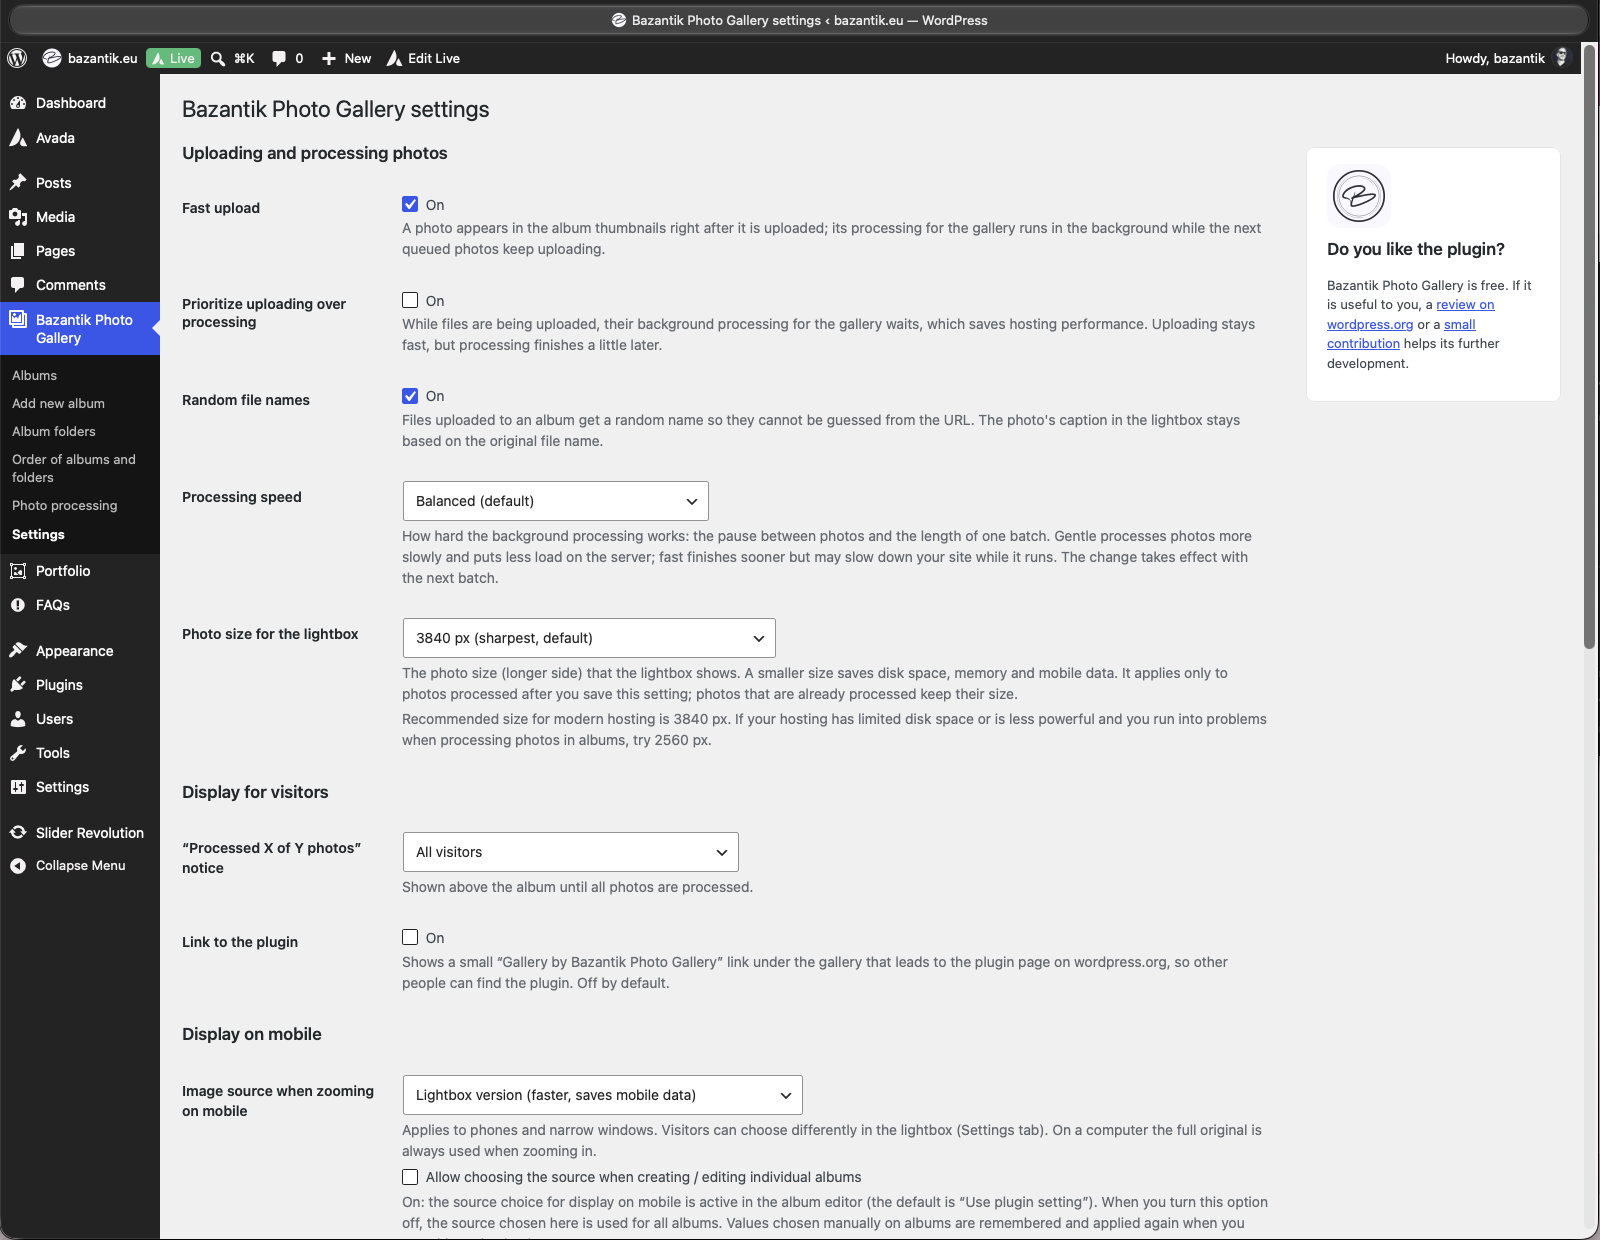 Bazantik Photo Gallery settings ‹ bazantik.eu — WordPress
bazantik.eu
Live
⌘K
0
New
Edit Live
Howdy, bazantik
Dashboard
Avada
Posts
Media
Pages
Comments
Bazantik Photo
Gallery
Albums
Add new album
Album folders
Order of albums and
folders
Photo processing
Settings
Portfolio
FAQs
Appearance
Plugins
Users
Tools
Settings
Slider Revolution
Collapse Menu
Bazantik Photo Gallery settings
Uploading and processing photos
Fast upload
On
A photo appears in the album thumbnails right after it is uploaded; its processing for the gallery runs in the background while the next
queued photos keep uploading.
Prioritize uploading over
processing
On
While files are being uploaded, their background processing for the gallery waits, which saves hosting performance. Uploading stays
fast, but processing finishes a little later.
Random file names
On
Files uploaded to an album get a random name so they cannot be guessed from the URL. The photo's caption in the lightbox stays
based on the original file name.
Processing speed
Balanced (default)
How hard the background processing works: the pause between photos and the length of one batch. Gentle processes photos more
slowly and puts less load on the server; fast finishes sooner but may slow down your site while it runs. The change takes effect with
the next batch.
Photo size for the lightbox
3840 px (sharpest, default)
The photo size (longer side) that the lightbox shows. A smaller size saves disk space, memory and mobile data. It applies only to
photos processed after you save this setting; photos that are already processed keep their size.
Recommended size for modern hosting is 3840 px. If your hosting has limited disk space or is less powerful and you run into problems
when processing photos in albums, try 2560 px.
Display for visitors
“Processed X of Y photos”
notice
All visitors
Shown above the album until all photos are processed.
Link to the plugin
On
Shows a small “Gallery by Bazantik Photo Gallery” link under the gallery that leads to the plugin page on wordpress.org, so other
people can find the plugin. Off by default.
Display on mobile
Image source when zooming
on mobile
Lightbox version (faster, saves mobile data)
Applies to phones and narrow windows. Visitors can choose differently in the lightbox (Settings tab). On a computer the full original is
always used when zooming in.
Allow choosing the source when creating / editing individual albums
On: the source choice for display on mobile is active in the album editor (the default is “Use plugin setting”). When you turn this option
off, the source chosen here is used for all albums. Values chosen manually on albums are remembered and applied again when you
Do you like the plugin?
Bazantik Photo Gallery is free. If it
is useful to you, a review on
wordpress.org or a small
contribution helps its further
development.